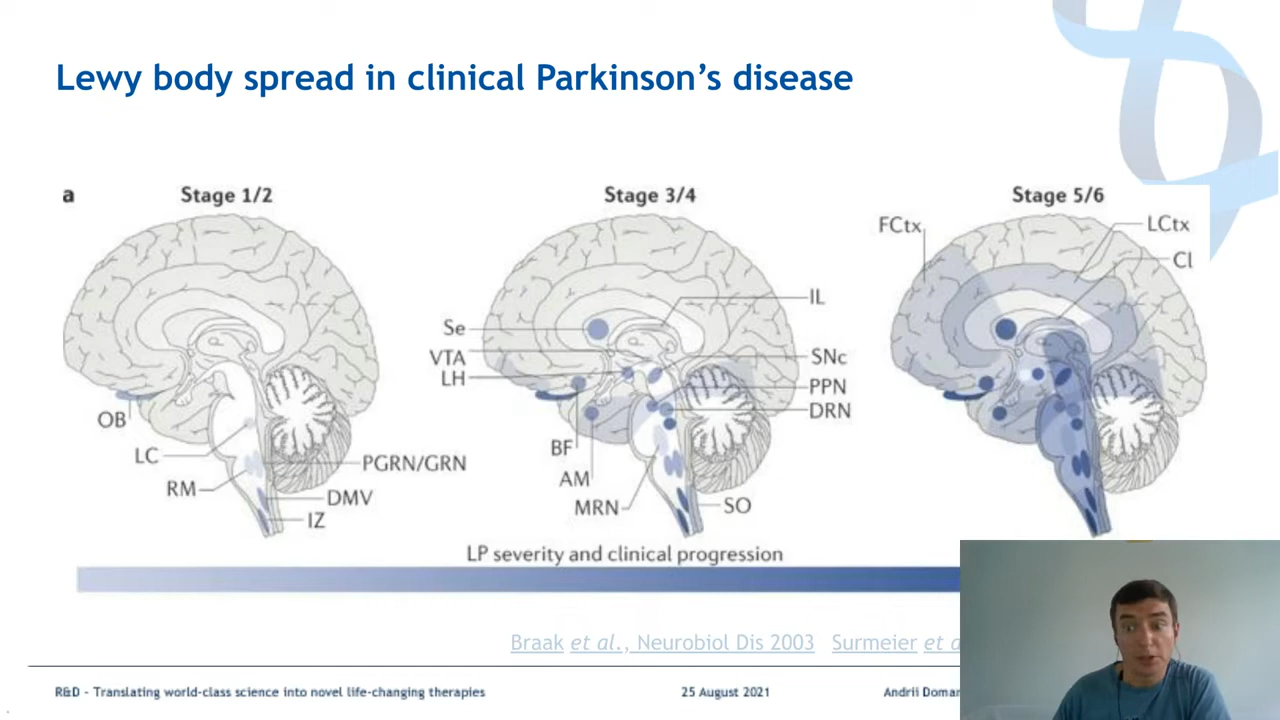 Lewy body spread in clinical Parkinson's disease
a
Stage 1/2
Stage 3/4
Stage 5/6
OB
LC
RM
PGRN/GRN
DMV
IZ
Se
VTA
LH
BF
AM
MRN
IL
SNc
PPN
DRN
SO
FCtx
LCtx
Cl
LP severity and clinical progression
Braak et al., Neurobiol Dis 2003 Surmeier et
R&D - Translating world-class science into novel life-changing therapies
25 August 2021
Andrii